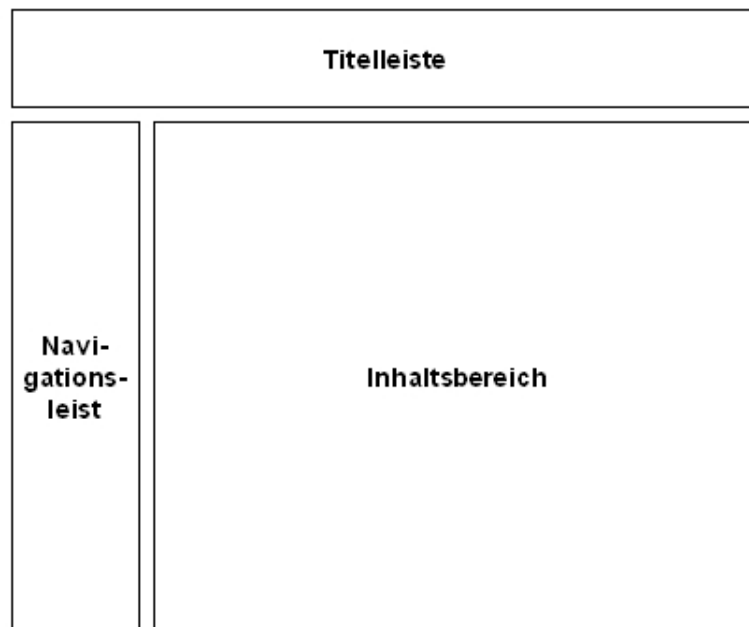 Titelleiste
Navi-
gations-
leist
Inhaltsbereich